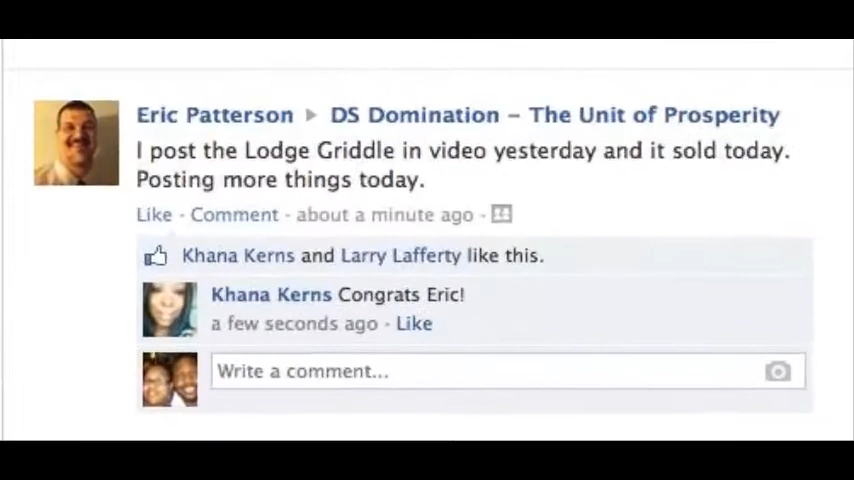 Eric Patterson ▸ DS Domination – The Unit of Prosperity
I post the Lodge Griddle in video yesterday and it sold today.
Posting more things today.
Like · Comment · about a minute ago ·
Khana Kerns and Larry Lafferty like this.
Khana Kerns Congrats Eric!
a few seconds ago · Like
Write a comment...